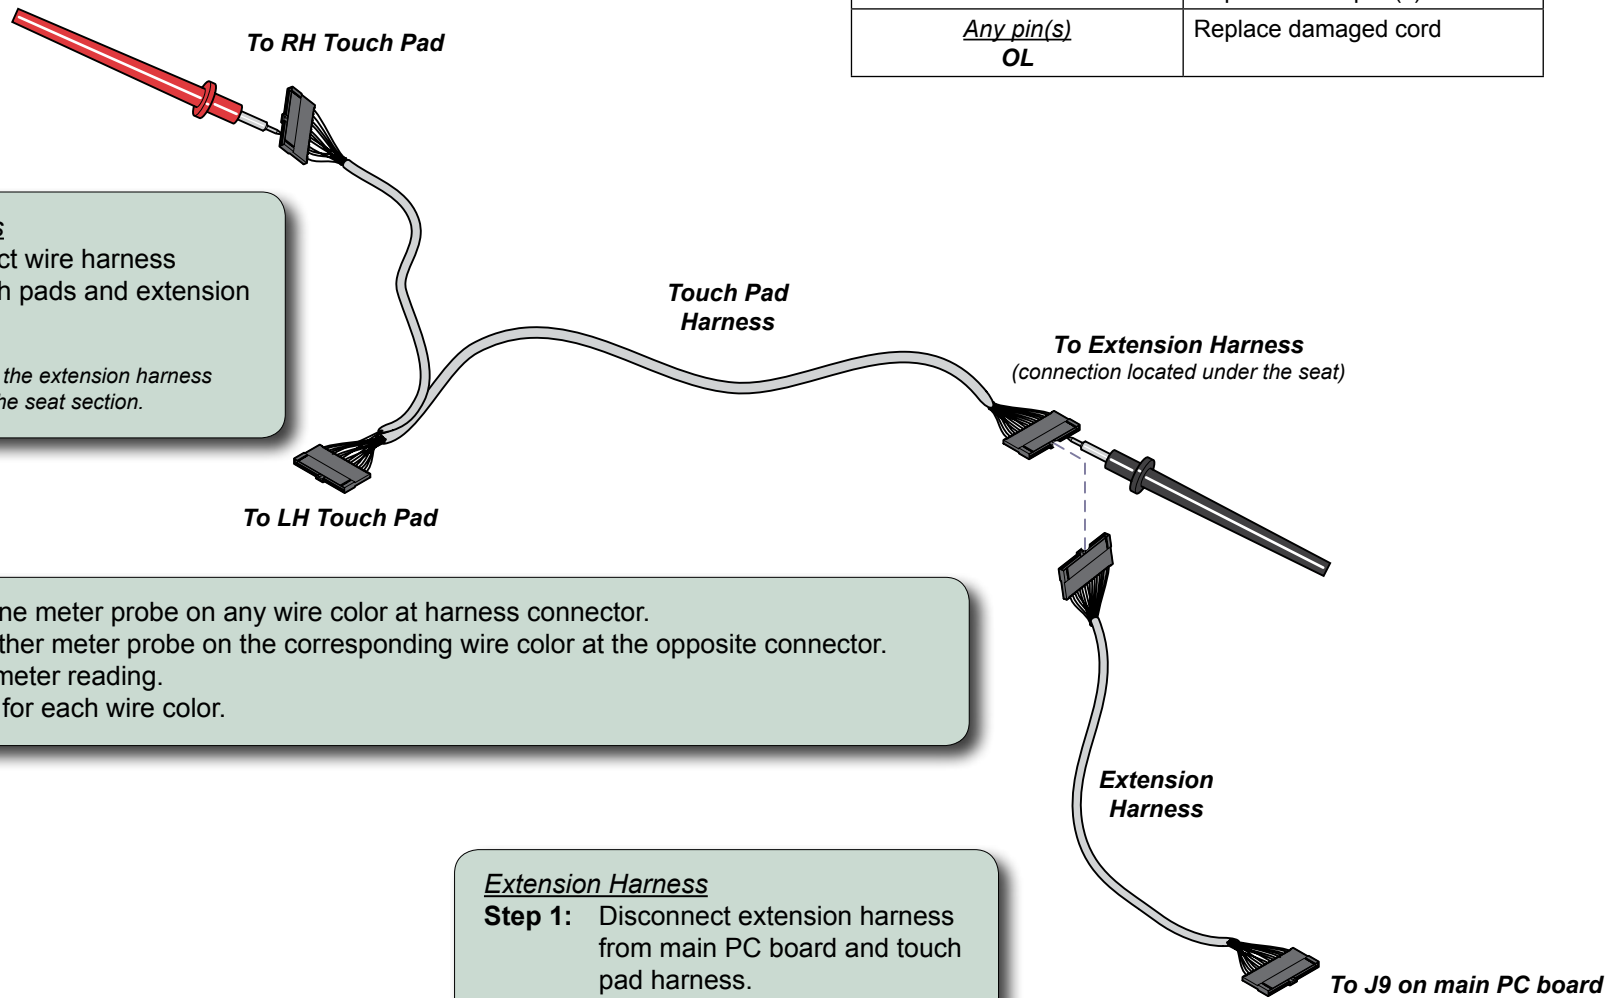 To RH Touch Pad
Any pin(s)
OL
Replace damaged cord
wire harness
pads and extension
the extension harness
seat section.
Touch Pad
Harness
To Extension Harness
(connection located under the seat)
To LH Touch Pad
meter probe on any wire color at harness connector.
meter probe on the corresponding wire color at the opposite connector.
meter reading.
for each wire color.
Extension
Harness
Extension Harness
Step 1: Disconnect extension harness
from main PC board and touch
pad harness.
To J9 on main PC board